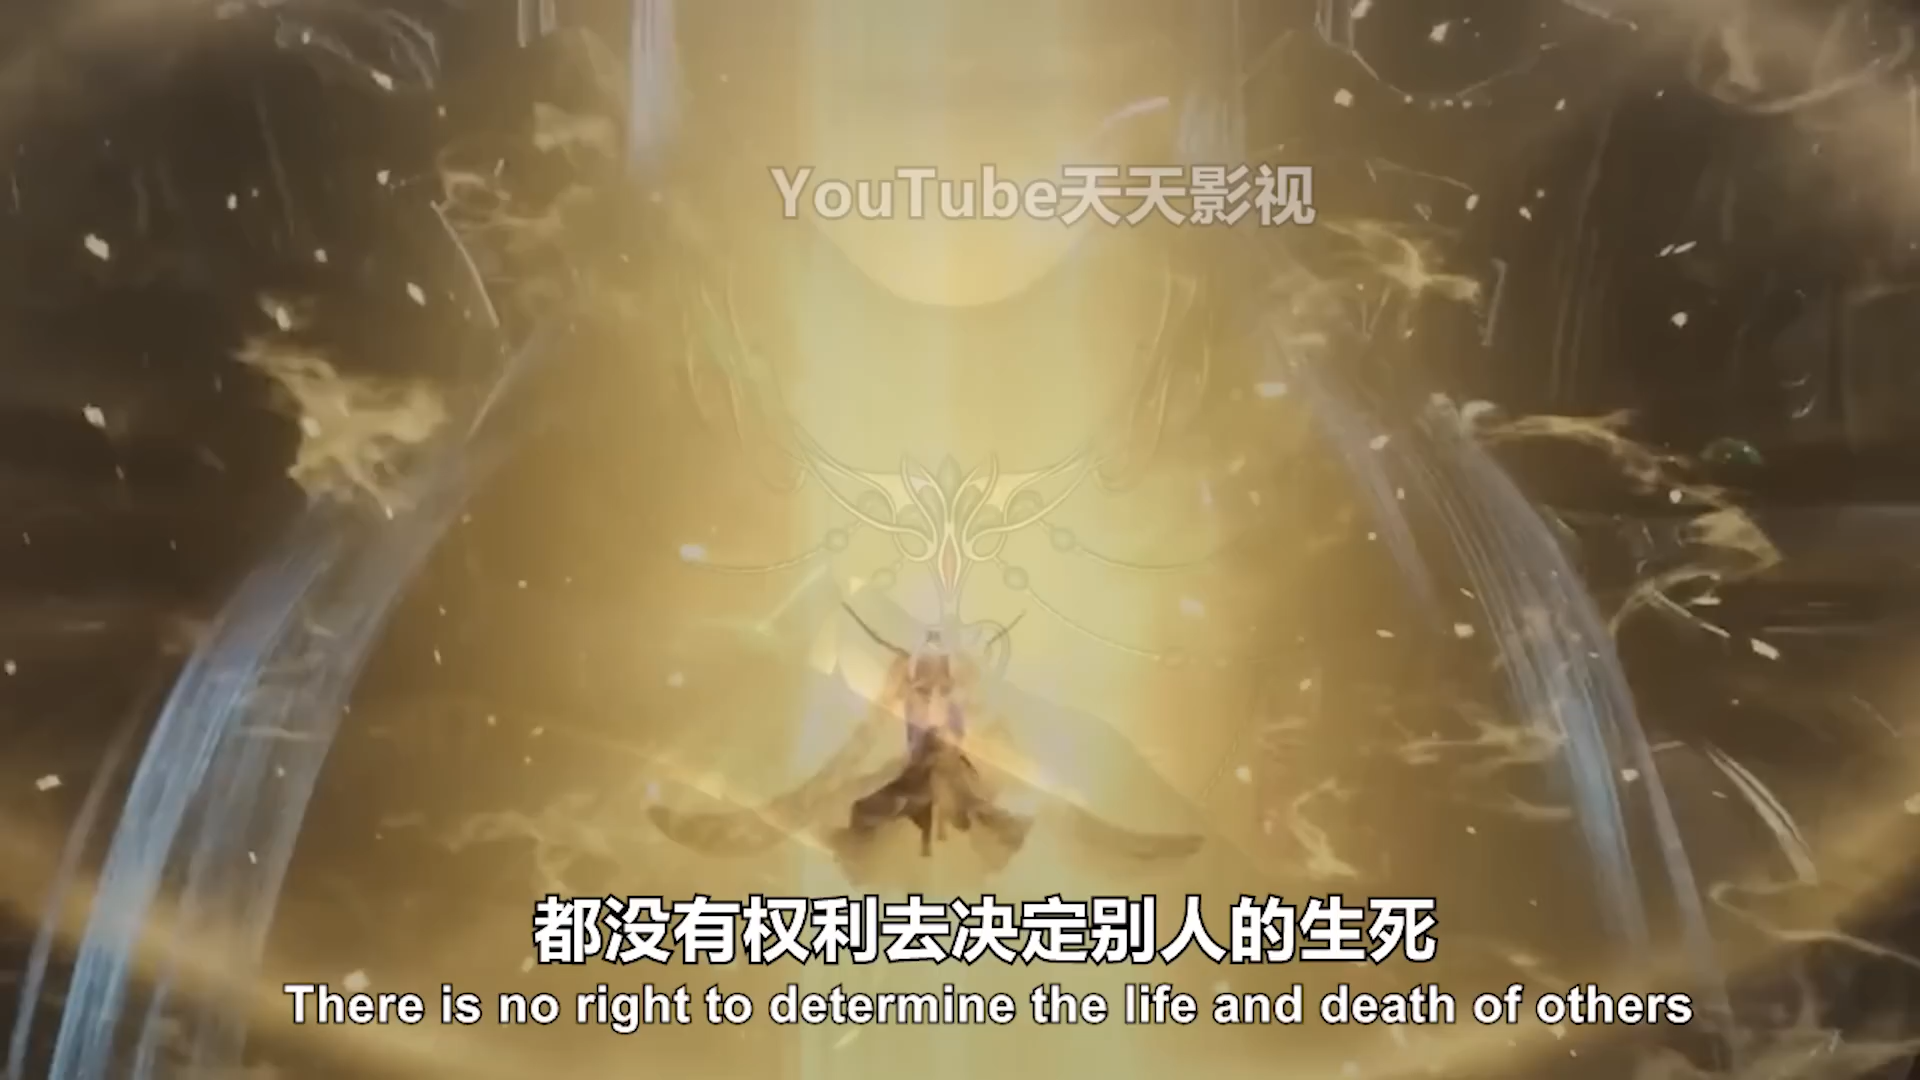 YouTube天天影视
都没有权利去决定别人的生死
There is no right to determine the life and death of others